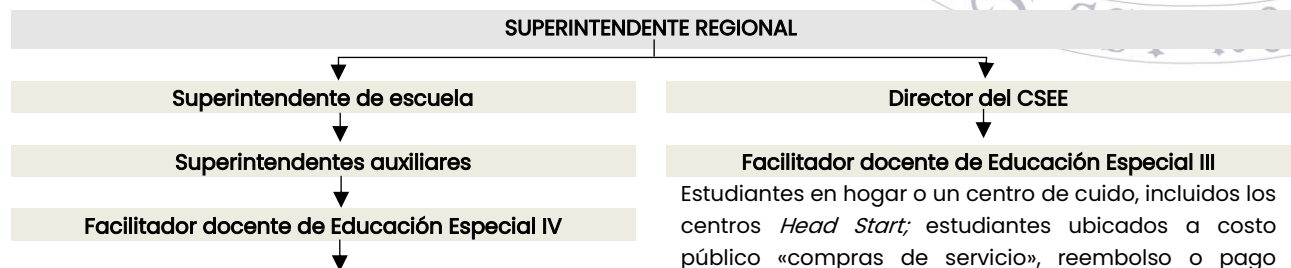 SUPERINTENDENTE REGIONAL
Superintendente de escuela
Director del CSEE
Superintendentes auxiliares
Facilitador docente de Educación Especial III
Estudiantes en hogar o un centro de cuido, incluidos los
centros Head Start; estudiantes ubicados a costo
público «compras de servicio», reembolso o pago
Facilitador docente de Educación Especial IV